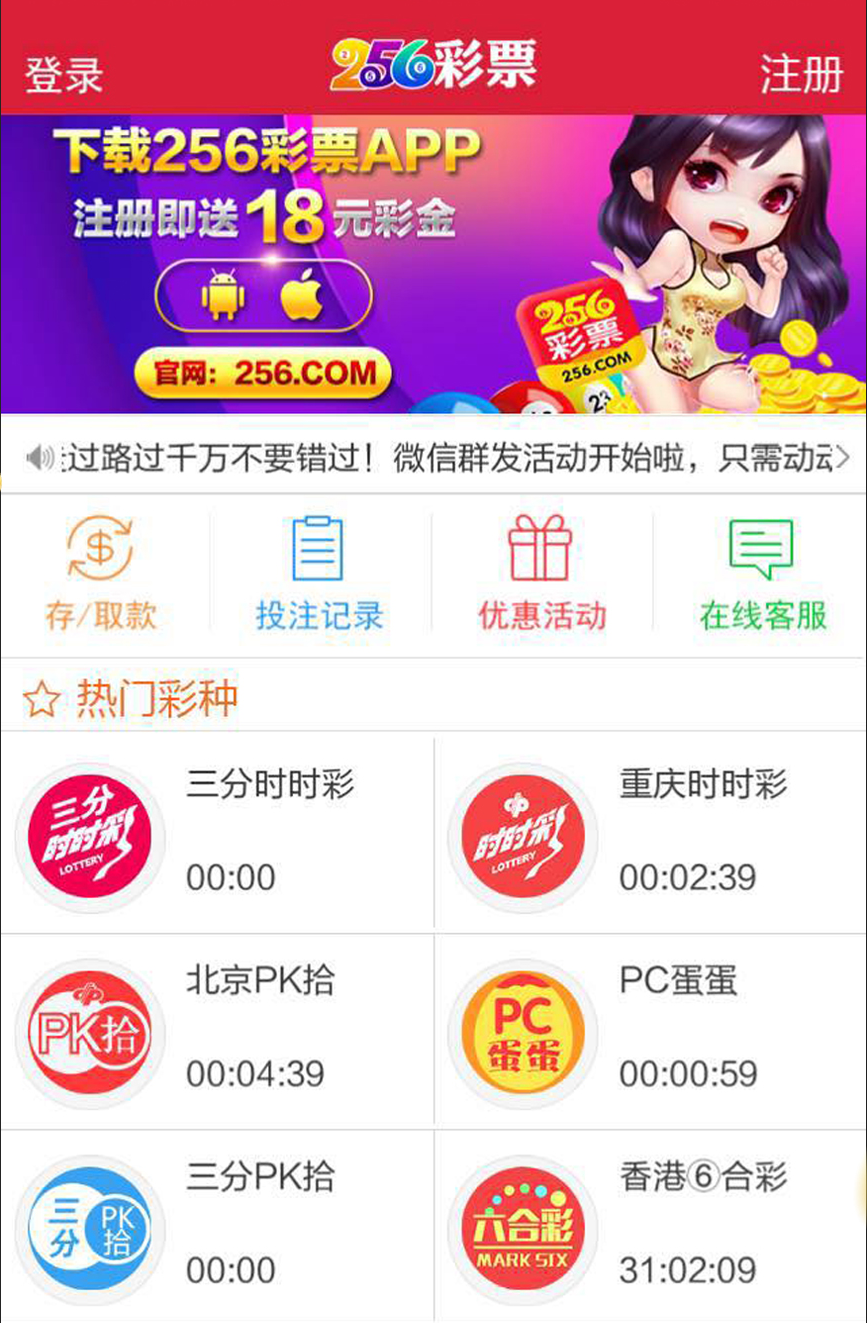 登录
256彩票
注册
下载256彩票APP
注册即送18元彩金
官网：256.COM
256
彩票
256.COM
23
过路过千万不要错过！微信群发活动开始啦，只需动动
存/取款
投注记录
优惠活动
在线客服
热门彩种
三分
时时彩
LOTTERY
三分时时彩
00:00
时时彩
LOTTERY
重庆时时彩
00:02:39
PK拾
北京PK拾
00:04:39
PC
蛋蛋
PC蛋蛋
00:00:59
三分
PK
拾
三分PK拾
00:00
六合彩
MARK SIX
香港⑥合彩
31:02:09